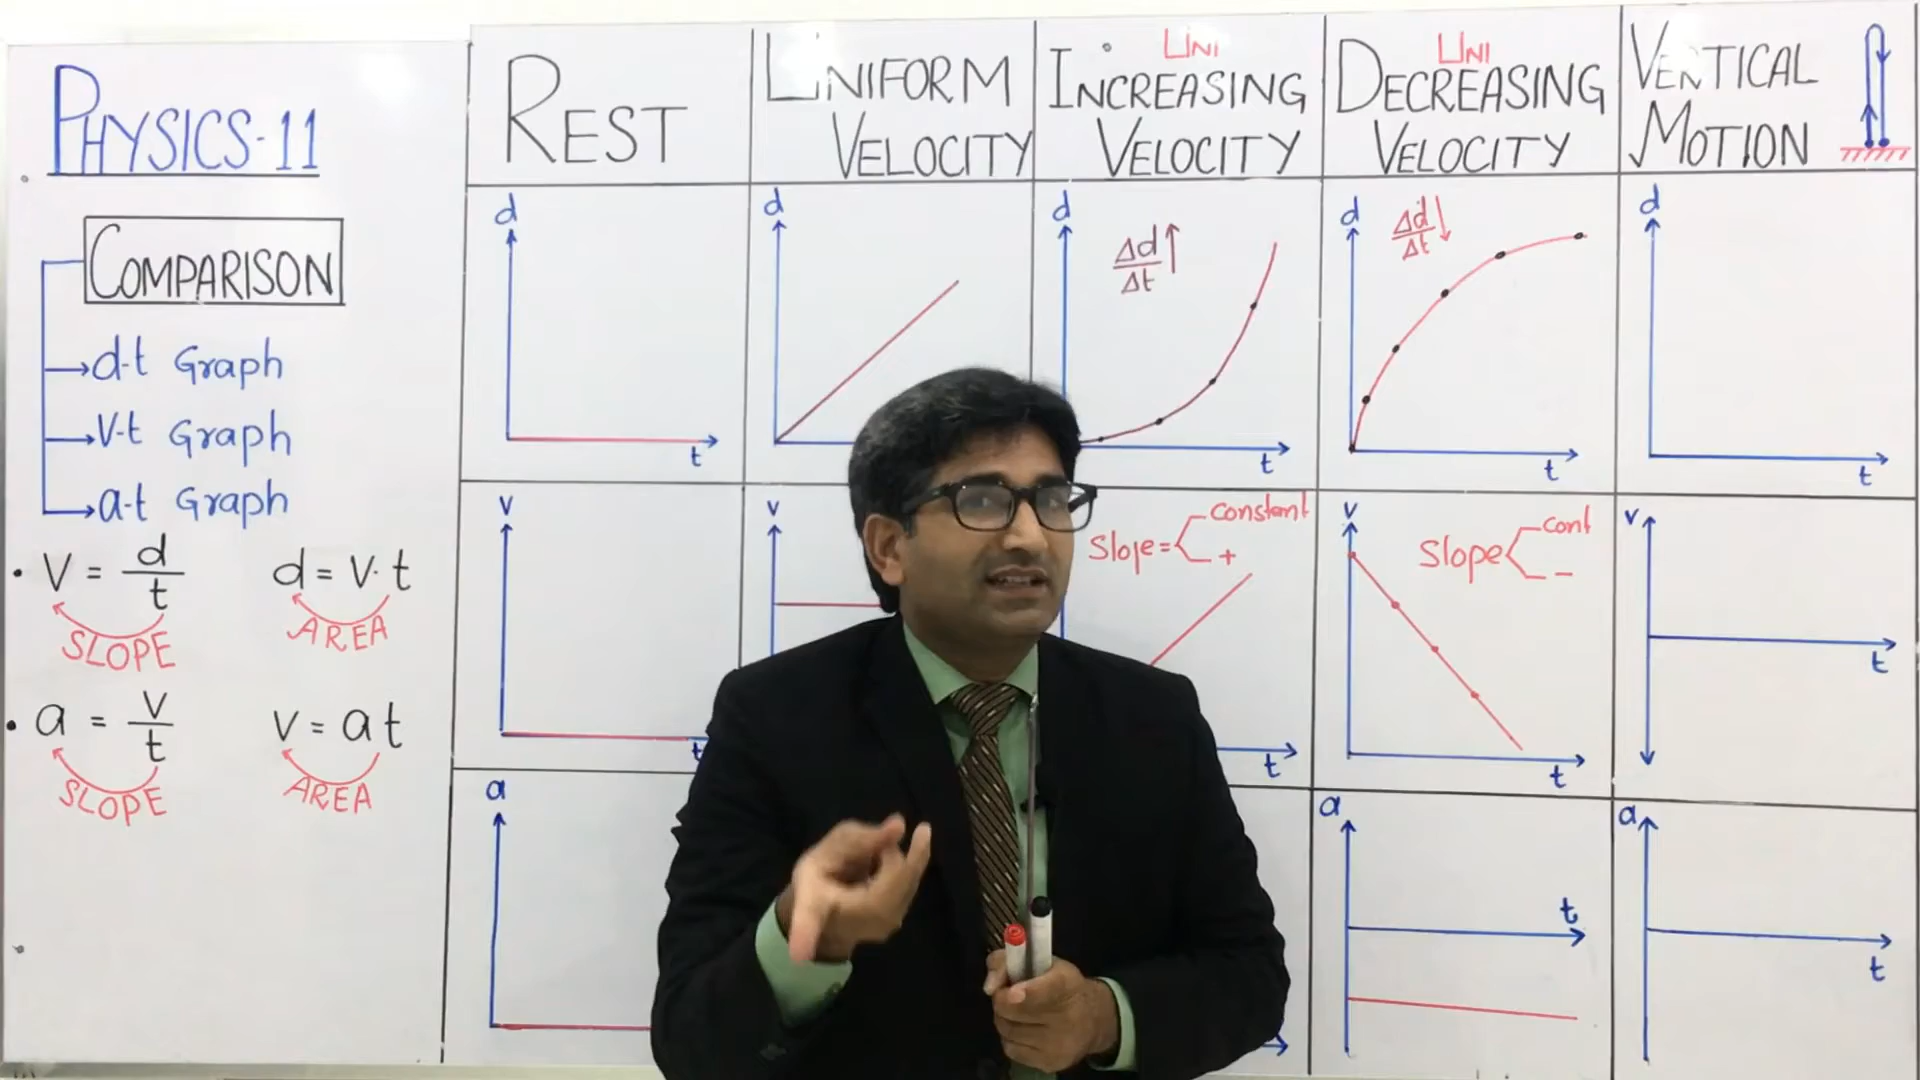 PHYSICS-11
COMPARISON
d-t Graph
v-t Graph
a-t Graph
• V = d/t
d = v·t
SLOPE
AREA
• a = v/t
v = at
SLOPE
AREA
REST
UNIFORM
VELOCITY
UNI
INCREASING
VELOCITY
UNI
DECREASING
VELOCITY
VERTICAL
MOTION
d
t
d
d
Δd/Δt ↑
t
d
Δd/Δt ↓
t
d
t
v
t
v
Slope = constant
+
t
v
Slope cont
−
t
v
t
a
a
t
a
t